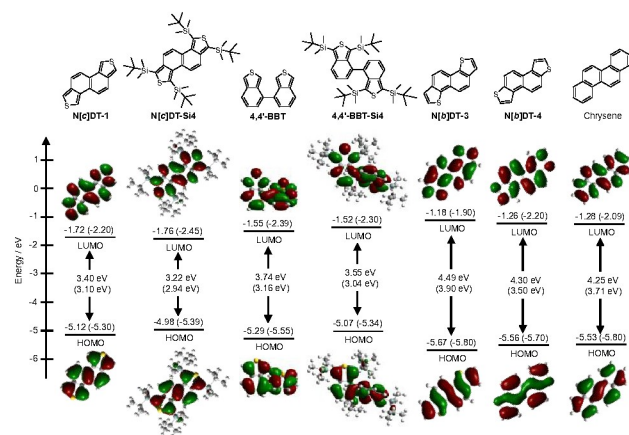 Si Si
Si Si
S S
S S
N[c]DT-1 N[c]DT-Si4 4,4'-BBT 4,4'-BBT-Si4 N[b]DT-3 N[b]DT-4 Chrysene
Energy / eV
1
0
-1
-2
-3
-4
-5
-6
-1.72 (-2.20) -1.76 (-2.45) -1.55 (-2.39) -1.52 (-2.30) -1.18 (-1.90) -1.26 (-2.20) -1.28 (-2.09)
LUMO LUMO LUMO LUMO LUMO LUMO LUMO
3.40 eV 3.22 eV 3.74 eV 3.55 eV 4.49 eV 4.30 eV 4.25 eV
(3.10 eV) (2.94 eV) (3.16 eV) (3.04 eV) (3.90 eV) (3.50 eV) (3.71 eV)
-5.12 (-5.30) -4.98 (-5.39) -5.29 (-5.55) -5.07 (-5.34) -5.67 (-5.80) -5.56 (-5.70) -5.53 (-5.80)
HOMO HOMO HOMO HOMO HOMO HOMO HOMO